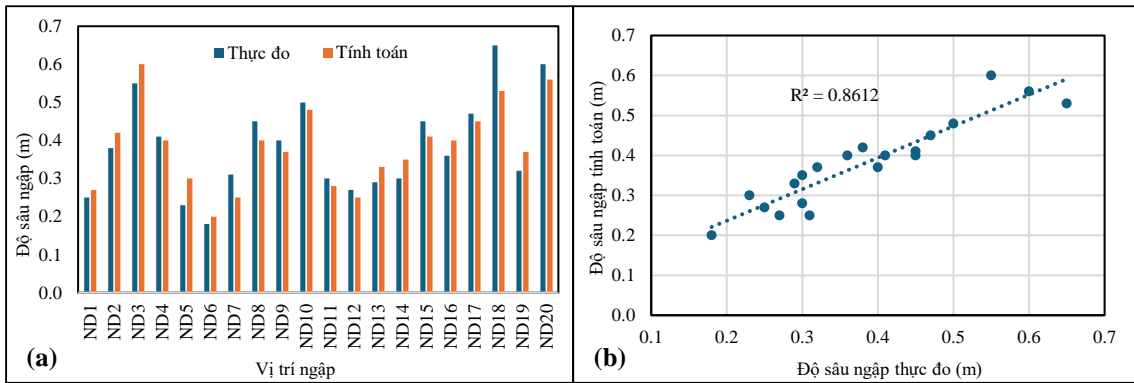 0.7
0.6
0.5
0.4
0.3
0.2
0.1
0.0
Độ sâu ngập (m)
Thực đo Tính toán
ND1 ND2 ND3 ND4 ND5 ND6 ND7 ND8 ND9 ND10 ND11 ND12 ND13 ND14 ND15 ND16 ND17 ND18 ND19 ND20
(a)
Vị trí ngập
0.7
0.6
0.5
0.4
0.3
0.2
0.1
Độ sâu ngập tính toán (m)
R² = 0.8612
0.1 0.2 0.3 0.4 0.5 0.6 0.7
(b)
Độ sâu ngập thực đo (m)